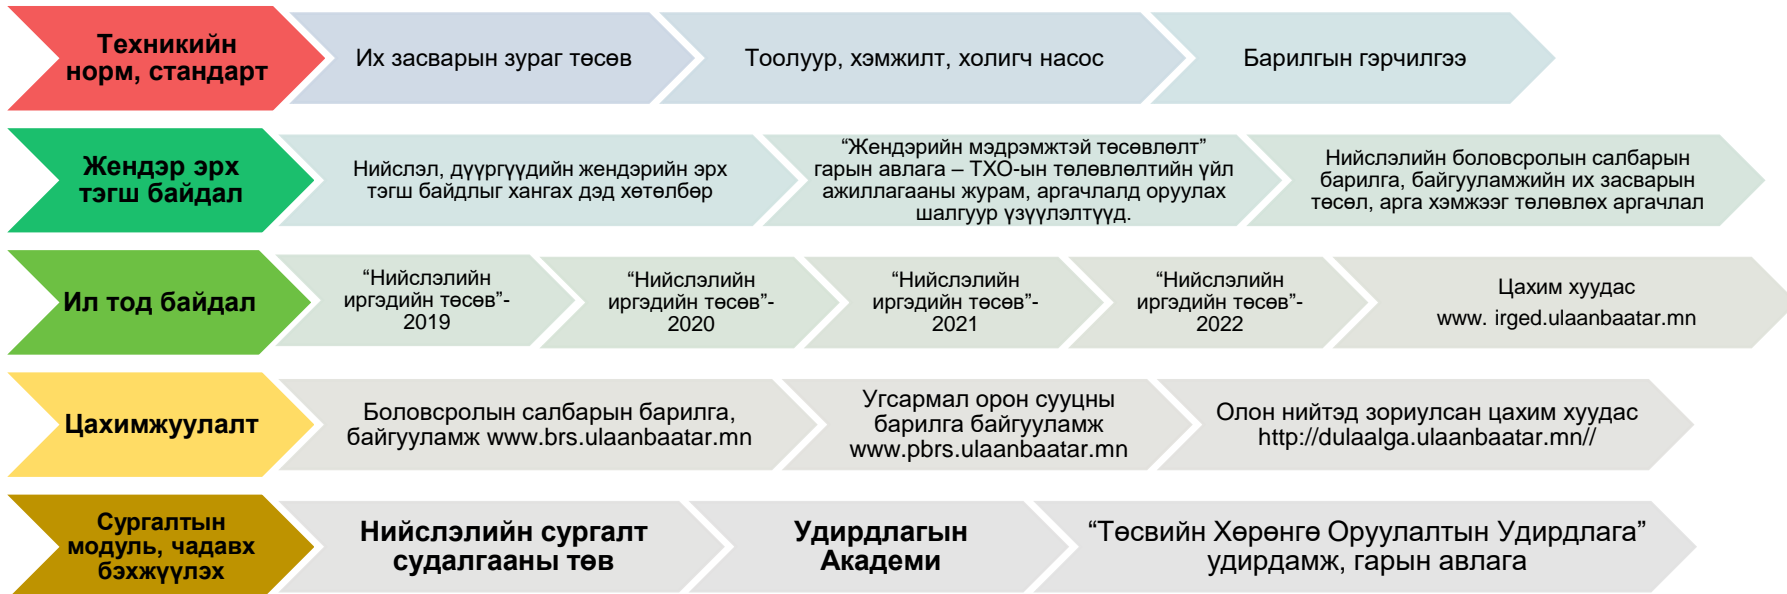 Техникийн
норм, стандарт
Их засварын зураг төсөв
Тоолуур, хэмжилт, холигч насос
Барилгын гэрчилгээ
Жендэр эрх
тэгш байдал
Нийслэл, дүүргүүдийн жендэрийн эрх
тэгш байдлыг хангах дэд хөтөлбөр
“Жендэрийн мэдрэмжтэй төсөвлөлт”
гарын авлага – ТХО-ын төлөвлөлтийн үйл
ажиллагааны журам, аргачлалд оруулах
шалгуур үзүүлэлтүүд.
Нийслэлийн боловсролын салбарын
барилга, байгууламжийн их засварын
төсөл, арга хэмжээг төлөвлөх аргачлал
Ил тод байдал
“Нийслэлийн
иргэдийн төсөв”-
2019
“Нийслэлийн
иргэдийн төсөв”-
2020
“Нийслэлийн
иргэдийн төсөв”-
2021
“Нийслэлийн
иргэдийн төсөв”-
2022
Цахим хуудас
www. irged.ulaanbaatar.mn
Цахимжуулалт
Боловсролын салбарын барилга,
байгууламж www.brs.ulaanbaatar.mn
Угсармал орон сууцны
барилга байгууламж
www.pbrs.ulaanbaatar.mn
Олон нийтэд зориулсан цахим хуудас
http://dulaalga.ulaanbaatar.mn//
Сургалтын
модуль, чадавх
бэхжүүлэх
Нийслэлийн сургалт
судалгааны төв
Удирдлагын
Академи
“Төсвийн Хөрөнгө Оруулалтын Удирдлага”
удирдамж, гарын авлага